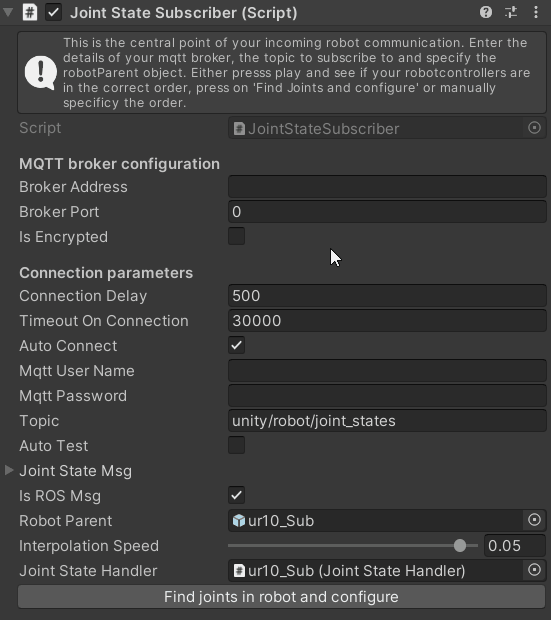 Joint State Subscriber (Script)
This is the central point of your incoming robot communication. Enter the
details of your mqtt broker, the topic to subscribe to and specify the
robotParent object. Either presss play and see if your robotcontrollers are
in the correct order, press on 'Find Joints and configure' or manually
specificy the order.
Script JointStateSubscriber
MQTT broker configuration
Broker Address
Broker Port 0
Is Encrypted
Connection parameters
Connection Delay 500
Timeout On Connection 30000
Auto Connect
Mqtt User Name
Mqtt Password
Topic unity/robot/joint_states
Auto Test
Joint State Msg
Is ROS Msg
Robot Parent ur10_Sub
Interpolation Speed 0.05
Joint State Handler ur10_Sub (Joint State Handler)
Find joints in robot and configure